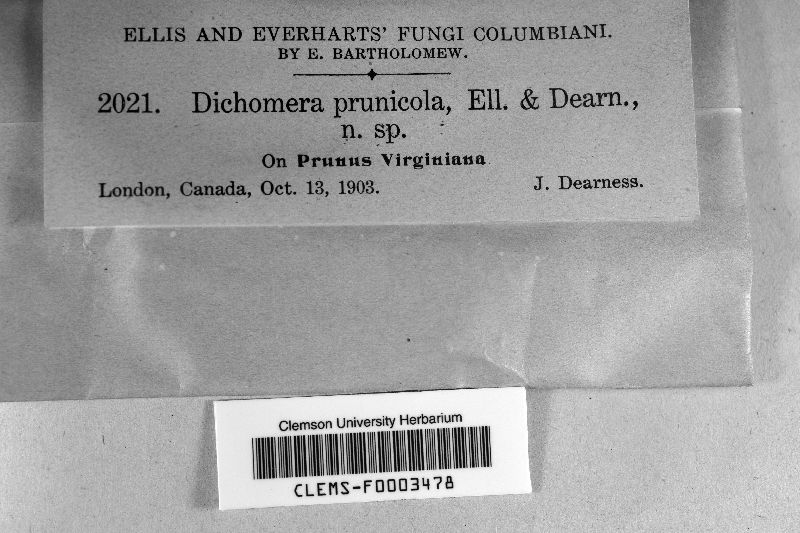 ELLIS AND EVERHARTS' FUNGI COLUMBIANI.
BY E. BARTHOLOMEW.
2021. Dichomera prunicola, Ell. & Dearn.,
n. sp.
On Prunus Virginiana
London, Canada, Oct. 13, 1903. J. Dearness.
Clemson University Herbarium
CLEMS-F0003478